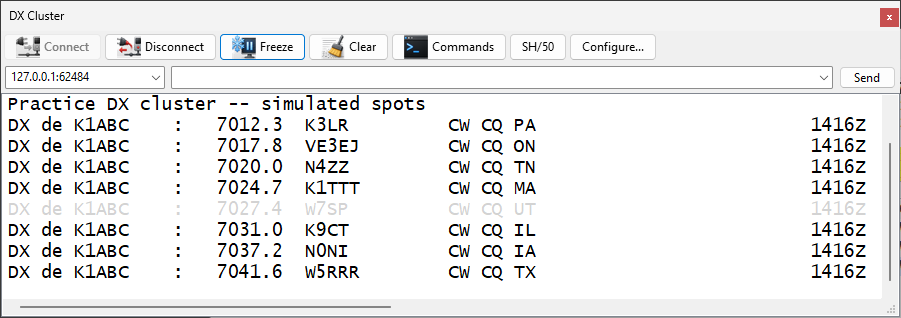 DX Cluster
Connect Disconnect Freeze Clear Commands SH/50 Configure...
127.0.0.1:62484 Send
Practice DX cluster -- simulated spots
DX de K1ABC : 7012.3 K3LR CW CQ PA 1416Z
DX de K1ABC : 7017.8 VE3EJ CW CQ ON 1416Z
DX de K1ABC : 7020.0 N4ZZ CW CQ TN 1416Z
DX de K1ABC : 7024.7 K1TTT CW CQ MA 1416Z
DX de K1ABC : 7027.4 W7SP CW CQ UT 1416Z
DX de K1ABC : 7031.0 K9CT CW CQ IL 1416Z
DX de K1ABC : 7037.2 N0NI CW CQ IA 1416Z
DX de K1ABC : 7041.6 W5RRR CW CQ TX 1416Z